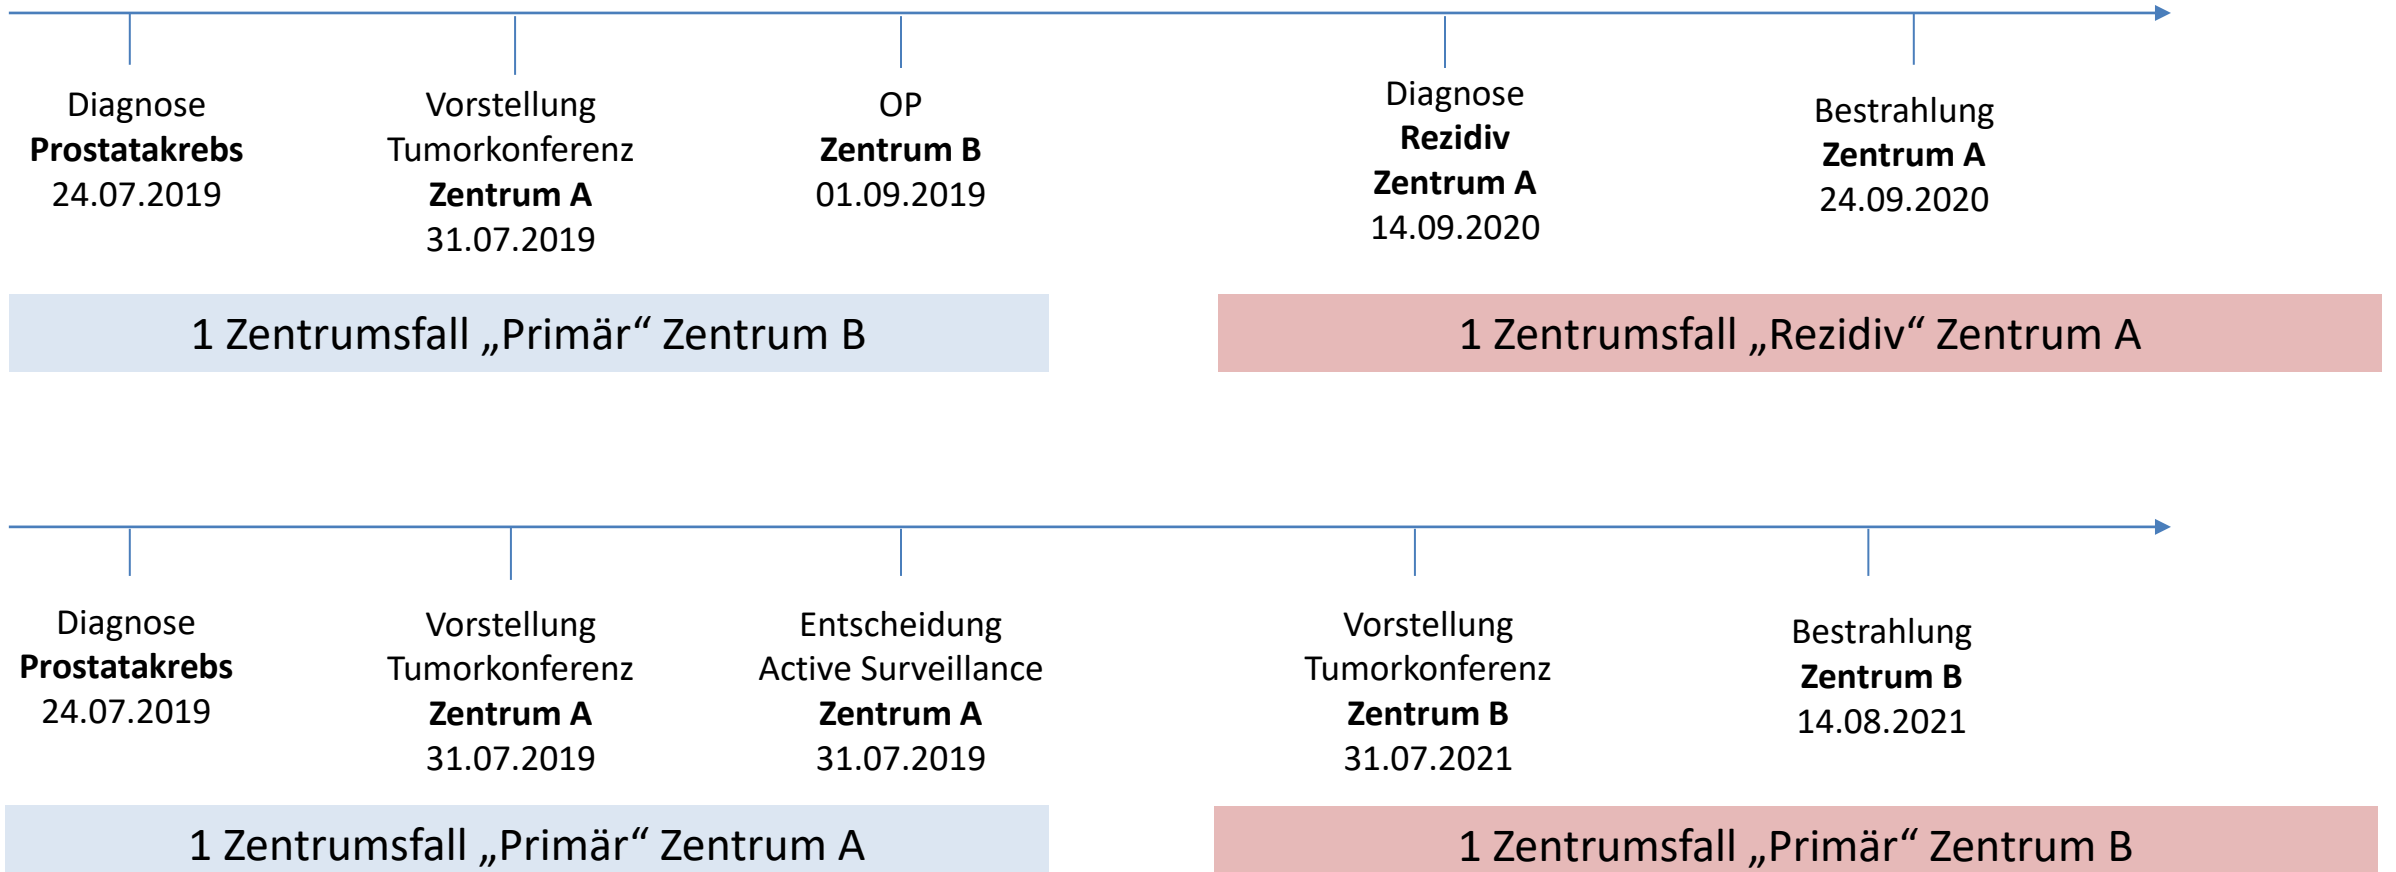 Diagnose
Prostatakrebs
24.07.2019
Vorstellung
Tumorkonferenz
Zentrum A
31.07.2019
OP
Zentrum B
01.09.2019
Diagnose
Rezidiv
Zentrum A
14.09.2020
Bestrahlung
Zentrum A
24.09.2020
1 Zentrumsfall „Primär“ Zentrum B
1 Zentrumsfall „Rezidiv“ Zentrum A
Diagnose
Prostatakrebs
24.07.2019
Vorstellung
Tumorkonferenz
Zentrum A
31.07.2019
Entscheidung
Active Surveillance
Zentrum A
31.07.2019
Vorstellung
Tumorkonferenz
Zentrum B
31.07.2021
Bestrahlung
Zentrum B
14.08.2021
1 Zentrumsfall „Primär“ Zentrum A
1 Zentrumsfall „Primär“ Zentrum B